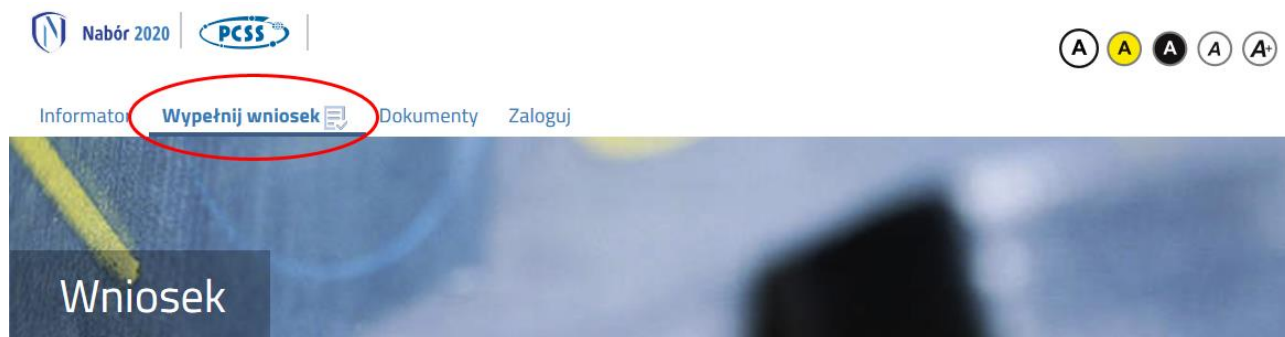 Nabór 2020 PCSS A A A A A+
Informator Wypełnij wniosek Dokumenty Zaloguj
Wniosek